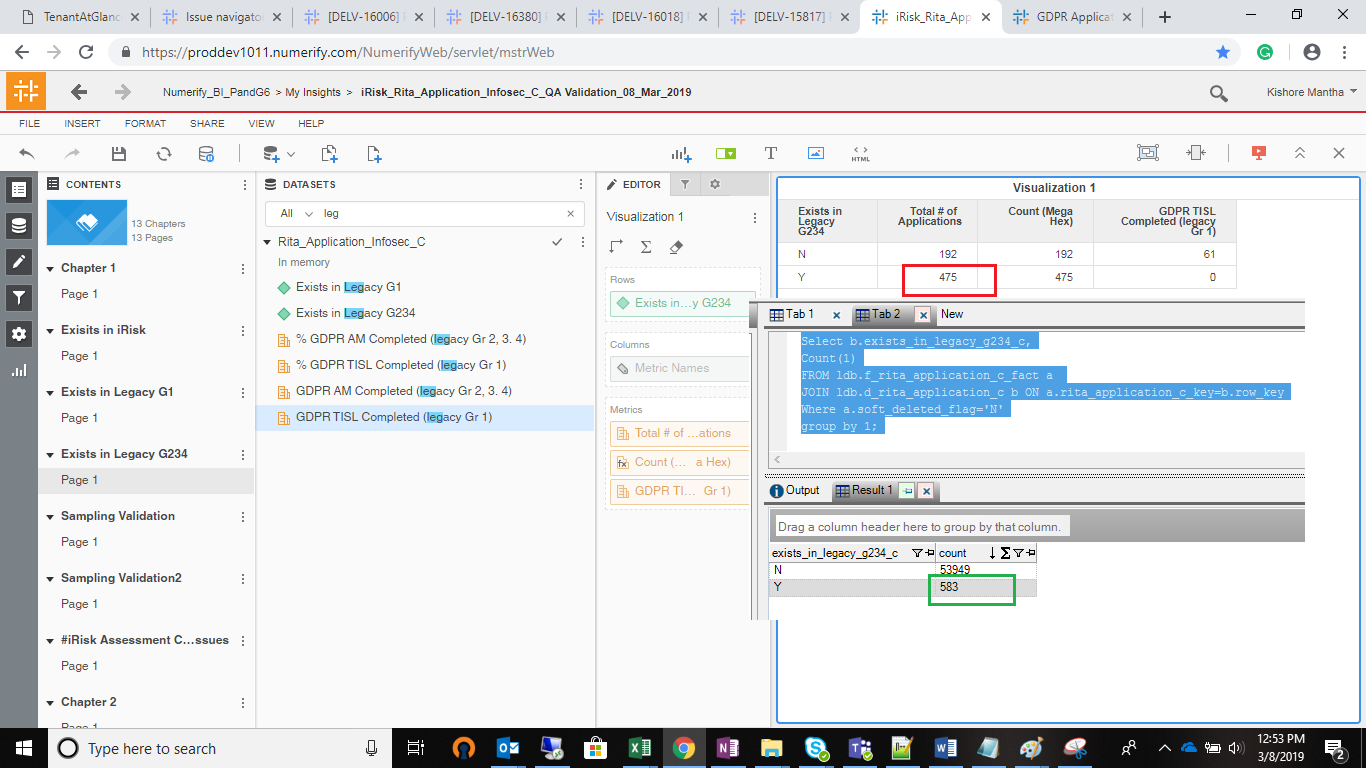 TenantAtGlanc
Issue navigator
[DELV-16006]
[DELV-16380]
[DELV-16018]
[DELV-15817]
iRisk_Rita_App
GDPR Applicat
https://proddev1011.numerify.com/NumerifyWeb/servlet/mstrWeb
Numerify_BI_PandG6 > My Insights > iRisk_Rita_Application_Infosec_C_QA Validation_08_Mar_2019
Kishore Mantha
FILE INSERT FORMAT SHARE VIEW HELP
HTML
CONTENTS
13 Chapters
13 Pages
Chapter 1
Page 1
Exisits in iRisk
Page 1
Exists in Legacy G1
Page 1
Exists in Legacy G234
Page 1
Sampling Validation
Page 1
Sampling Validation2
Page 1
#iRisk Assessment C...ssues
Page 1
Chapter 2
Page 1
DATASETS
All leg
Rita_Application_Infosec_C
In memory
Exists in Legacy G1
Exists in Legacy G234
% GDPR AM Completed (legacy Gr 2, 3. 4)
% GDPR TISL Completed (legacy Gr 1)
GDPR AM Completed (legacy Gr 2, 3. 4)
GDPR TISL Completed (legacy Gr 1)
EDITOR
Visualization 1
Rows
Exists in...y G234
Columns
Metric Names
Metrics
Total # of ...ations
fx Count (... a Hex)
GDPR TI... Gr 1)
Visualization 1
Exists in Legacy G234 Total # of Applications Count (Mega Hex) GDPR TISL Completed (legacy Gr 1)
N 192 192 61
Y 475 475 0
Tab 1 Tab 2 New
Select b.exists_in_legacy_g234_c,
Count(1)
FROM ldb.f_rita_application_c_fact a
JOIN ldb.d_rita_application_c b ON a.rita_application_c_key=b.row_key
Where a.soft_deleted_flag='N'
group by 1;
Output Result 1
Drag a column header here to group by that column.
exists_in_legacy_g234_c count
N 53949
Y 583
Type here to search
12:53 PM
3/8/2019
2